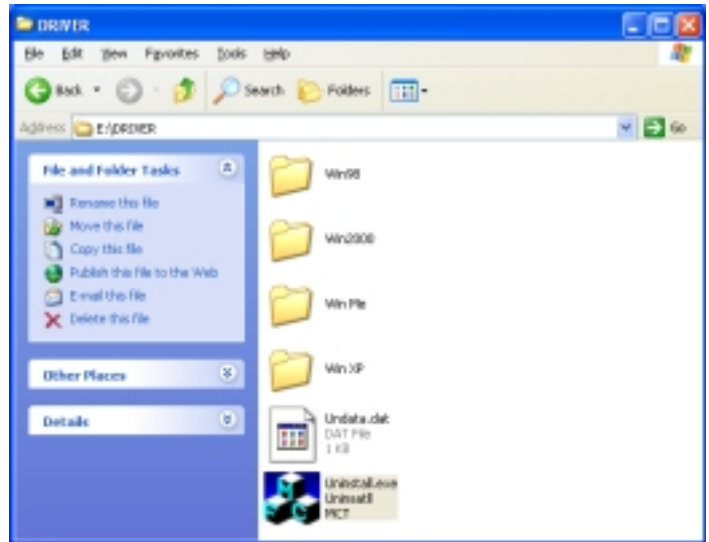 DRIVER
File Edit View Favorites Tools Help
Back Search Folders
Address E:\DRIVER Go
File and Folder Tasks
Rename this file
Move this file
Copy this file
Publish this file to the Web
E-mail this file
Delete this file
Other Places
Details
Win98
Win2000
Win Me
Win XP
Undata.dat
DAT File
1 KB
Uninstall.exe
Uninsatll
MCT